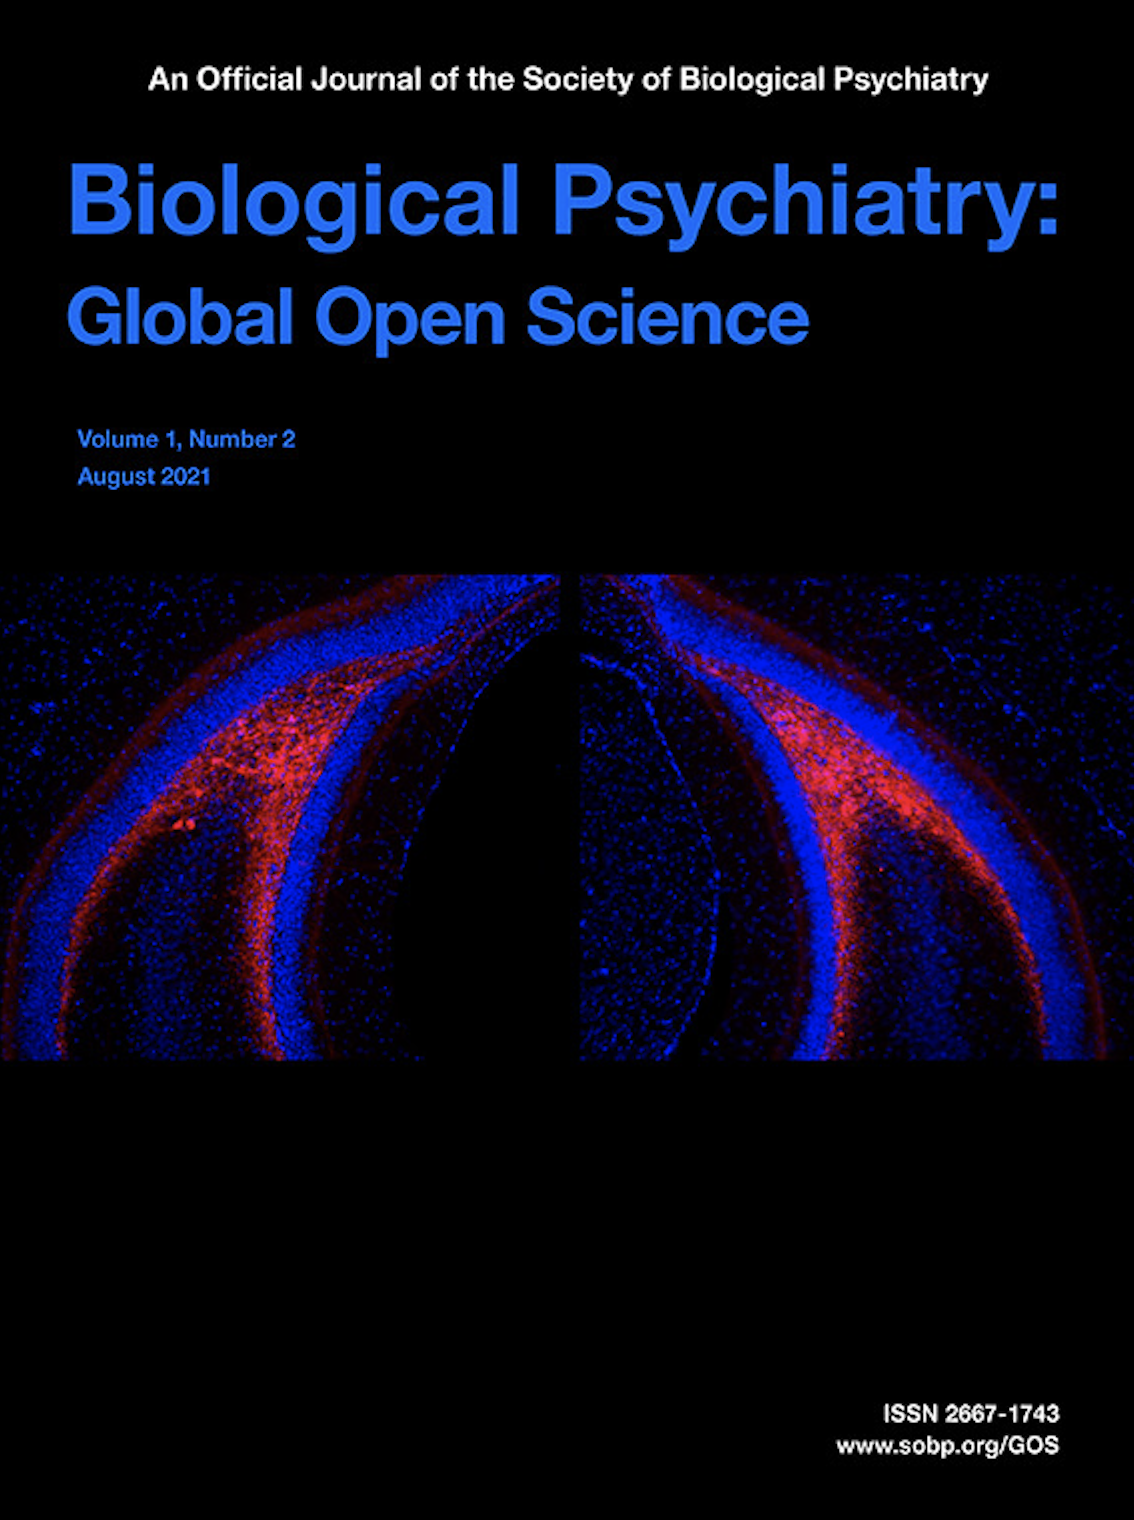 An Official Journal of the Society of Biological Psychiatry
Biological Psychiatry:
Global Open Science
Volume 1, Number 2
August 2021
ISSN 2667-1743
www.sobp.org/GOS